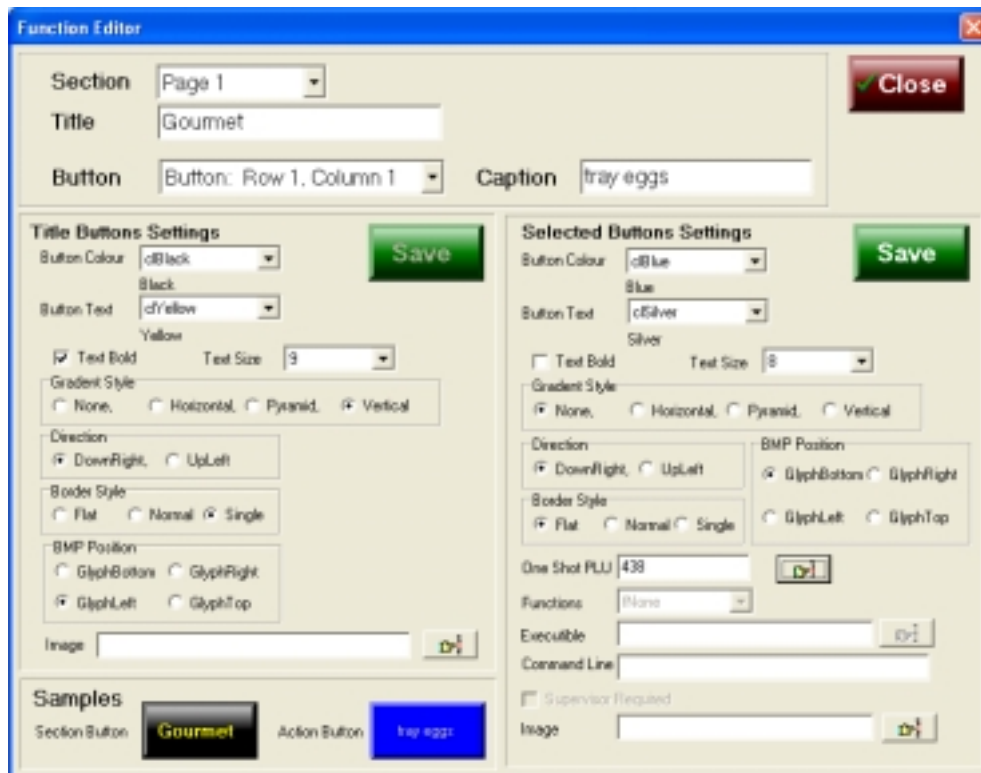 Function Editor
Section Page 1
Close
Title Gourmet
Button Button: Row 1, Column 1 Caption tray eggs
Title Buttons Settings
Save
Button Colour clBlack
Black
Button Text clYellow
Yellow
Text Bold Text Size 9
Gradent Style
None, Horizontal, Pyramid, Vertical
Direction
DownRight, UpLeft
Border Style
Flat Normal Single
BMP Position
GlyphBottom GlyphRight
GlyphLeft GlyphTop
Image
Samples
Section Button Gourmet Action Button tray eggs
Selected Buttons Settings
Save
Button Colour clBlue
Blue
Button Text clSilver
Silver
Text Bold Text Size 8
Gradent Style
None, Horizontal, Pyramid, Vertical
Direction
DownRight, UpLeft
BMP Position
GlyphBottom GlyphRight
GlyphLeft GlyphTop
Border Style
Flat Normal Single
One Shot PLU 438
Functions fNone
Executible
Command Line
Supervisor Required
Image